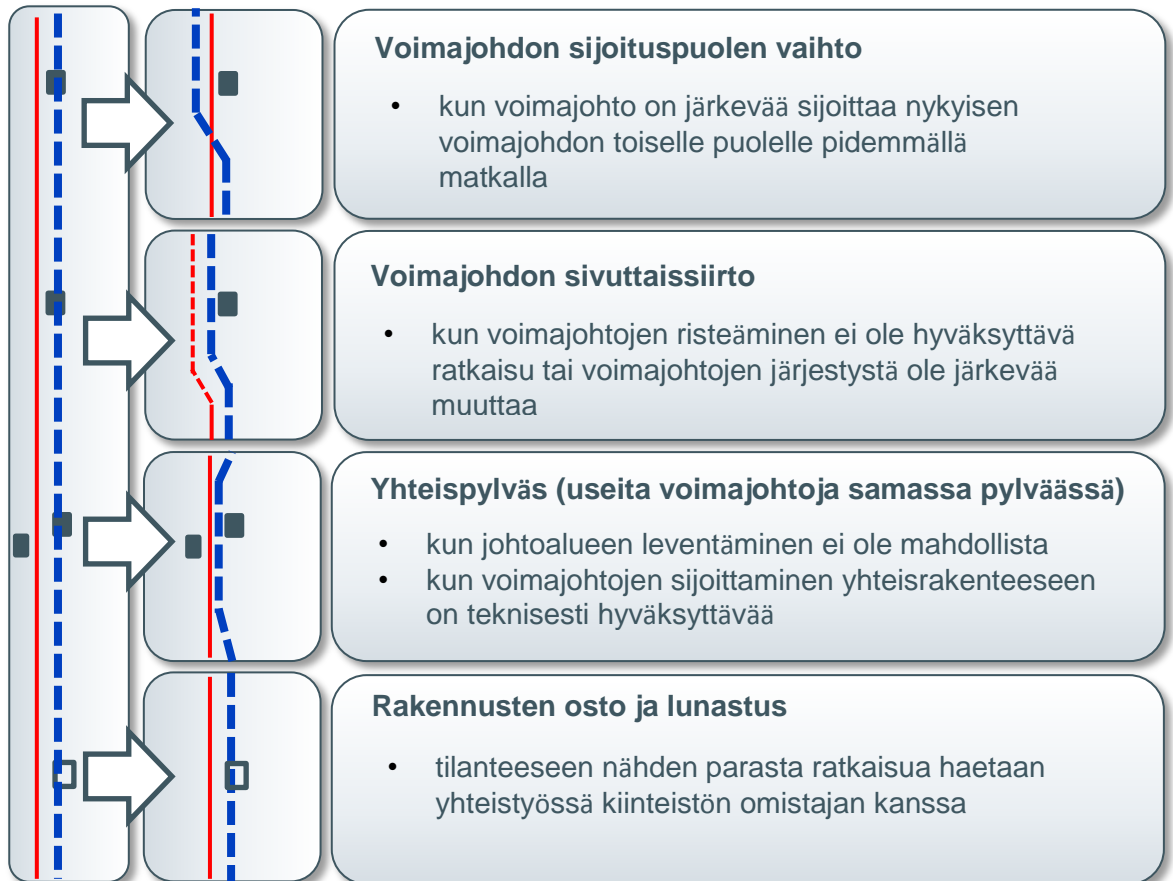 Voimajohdon sijoituspuolen vaihto
• kun voimajohto on järkevää sijoittaa nykyisen
voimajohdon toiselle puolelle pidemmällä
matkalla
Voimajohdon sivuttaissiirto
• kun voimajohtojen risteäminen ei ole hyväksyttävä
ratkaisu tai voimajohtojen järjestystä ole järkevää
muuttaa
Yhteispylväs (useita voimajohtoja samassa pylväässä)
• kun johtoalueen leventäminen ei ole mahdollista
• kun voimajohtojen sijoittaminen yhteisrakenteeseen
on teknisesti hyväksyttävää
Rakennusten osto ja lunastus
• tilanteeseen nähden parasta ratkaisua haetaan
yhteistyössä kiinteistön omistajan kanssa